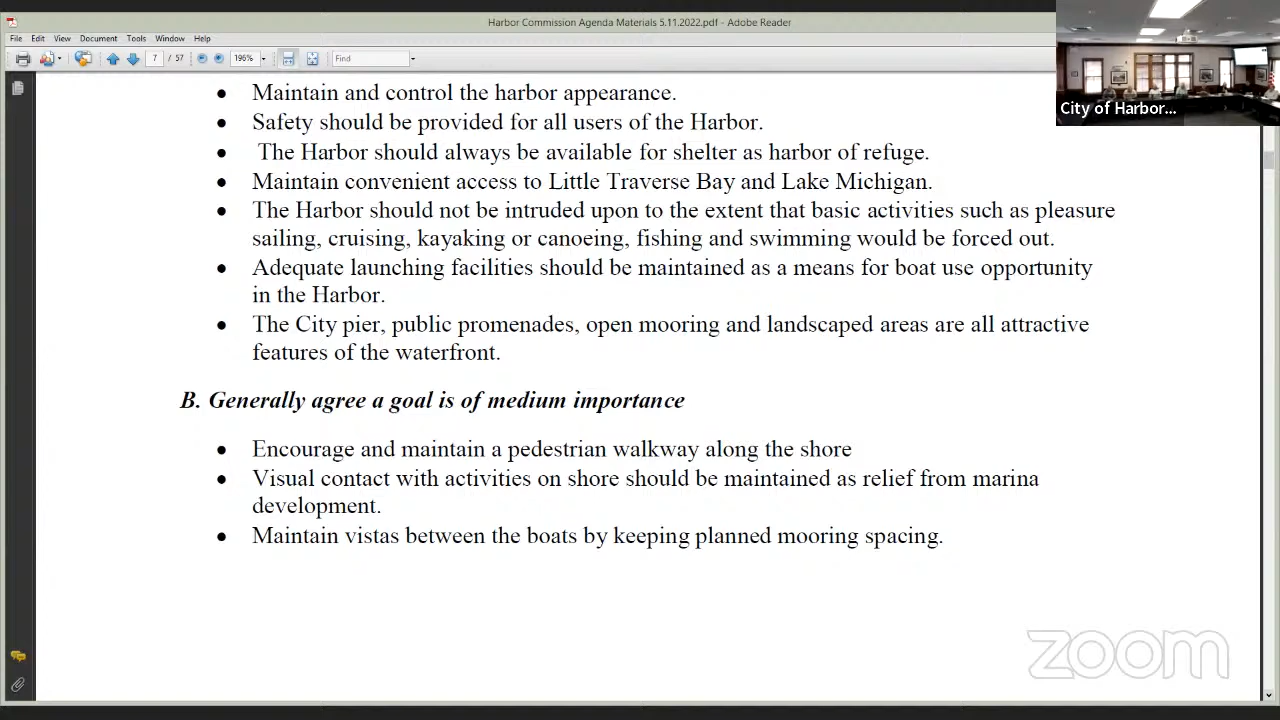 Harbor Commission Agenda Materials 5.11.2022.pdf - Adobe Reader
File Edit View Document Tools Window Help
7 / 57 196% Find
City of Harbor...
• Maintain and control the harbor appearance.
• Safety should be provided for all users of the Harbor.
• The Harbor should always be available for shelter as harbor of refuge.
• Maintain convenient access to Little Traverse Bay and Lake Michigan.
• The Harbor should not be intruded upon to the extent that basic activities such as pleasure
sailing, cruising, kayaking or canoeing, fishing and swimming would be forced out.
• Adequate launching facilities should be maintained as a means for boat use opportunity
in the Harbor.
• The City pier, public promenades, open mooring and landscaped areas are all attractive
features of the waterfront.
B. Generally agree a goal is of medium importance
• Encourage and maintain a pedestrian walkway along the shore
• Visual contact with activities on shore should be maintained as relief from marina
development.
• Maintain vistas between the boats by keeping planned mooring spacing.
zoom